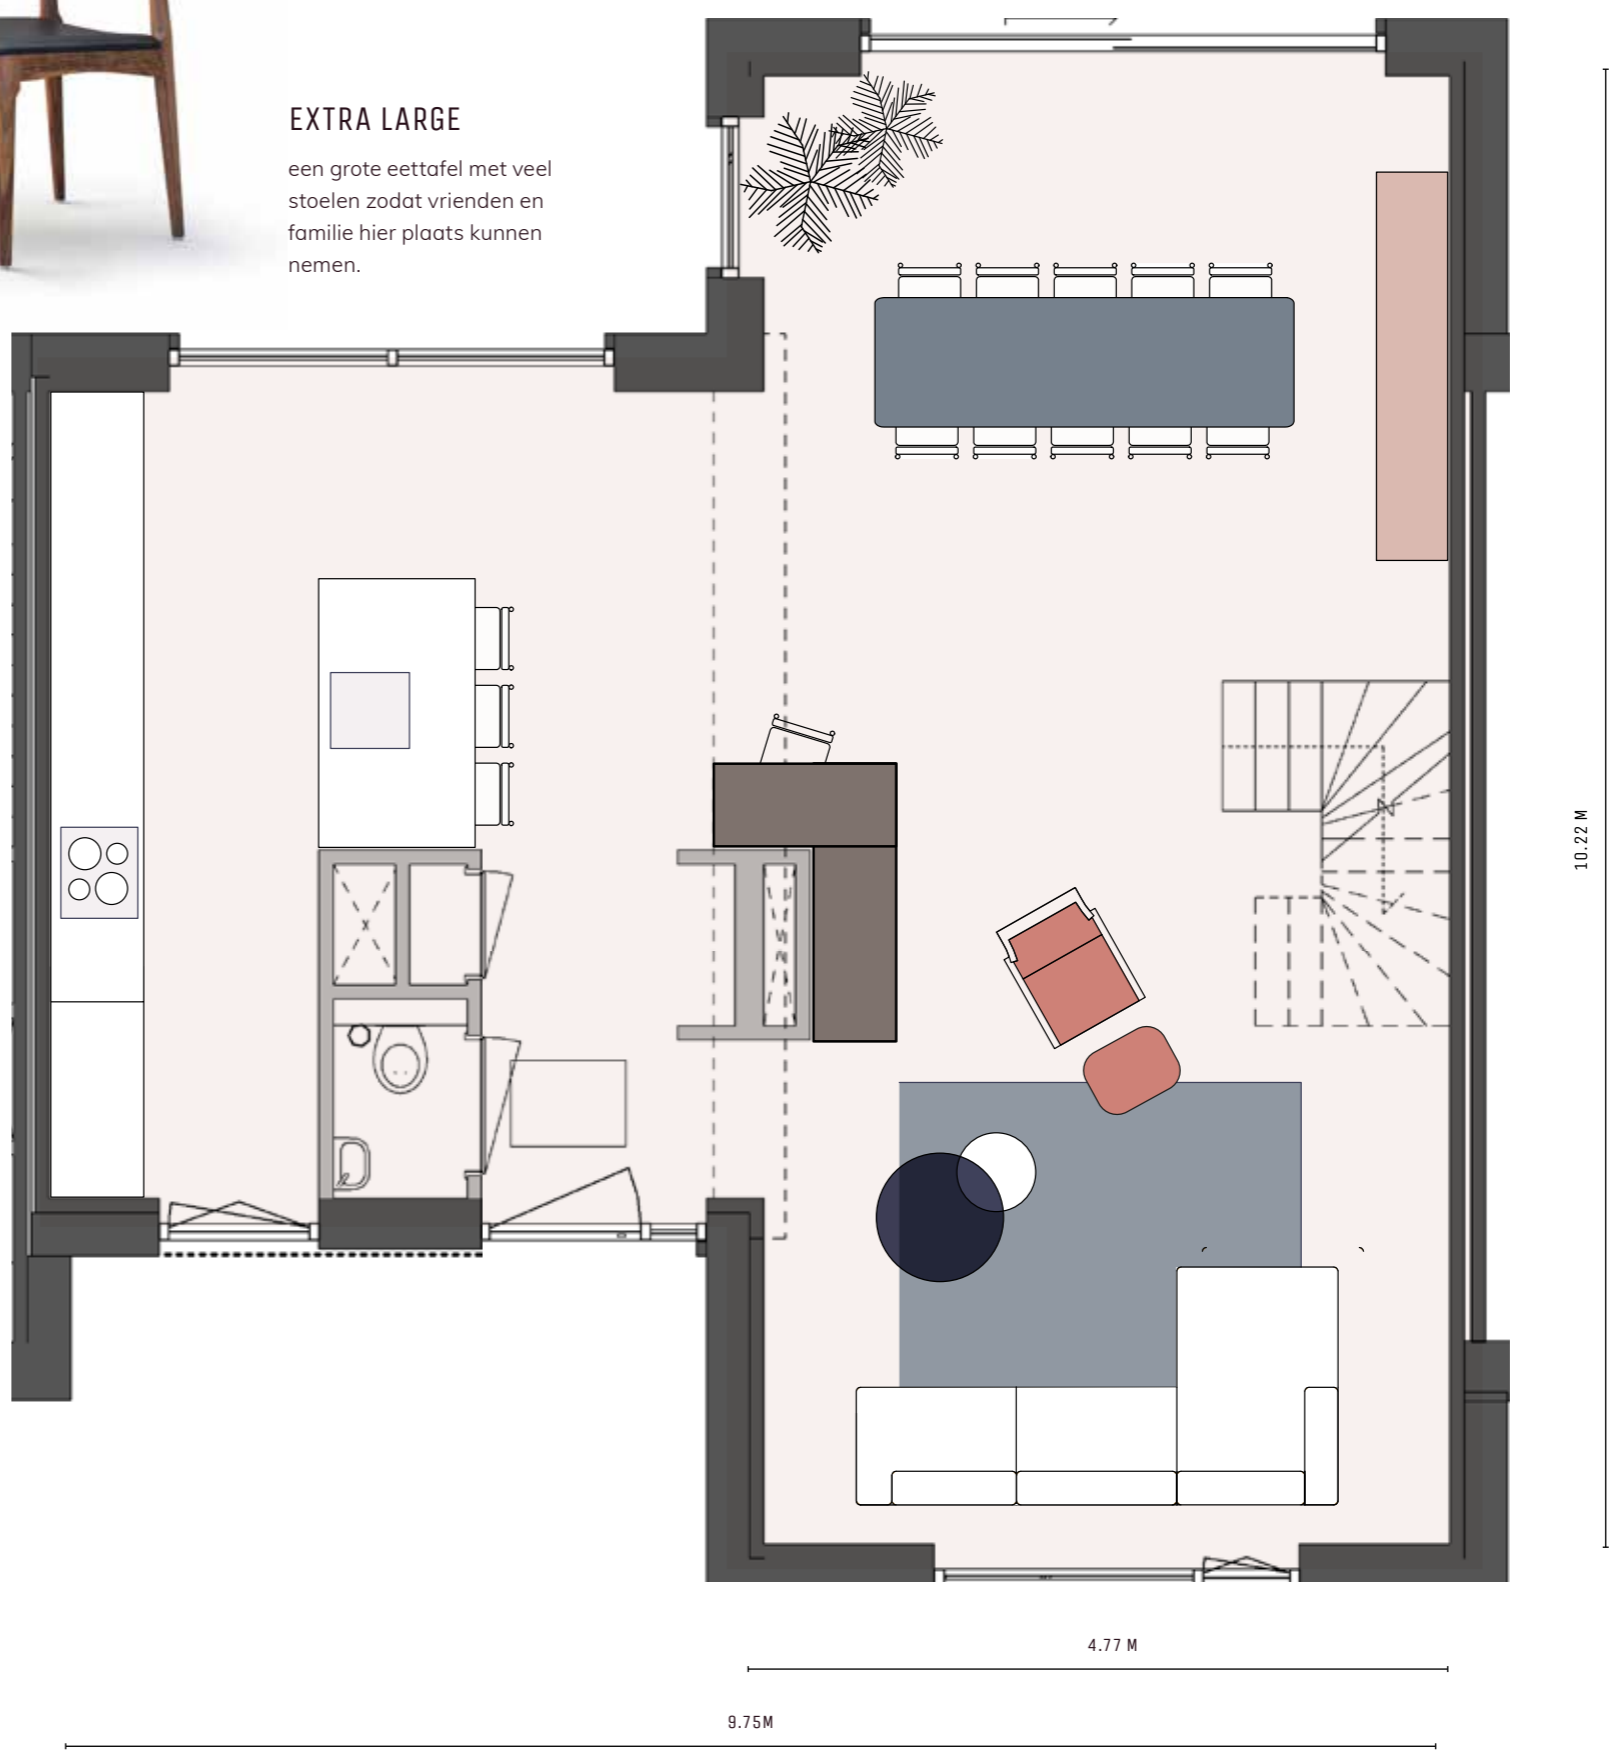 EXTRA LARGE
een grote eettafel met veel
stoelen zodat vrienden en
familie hier plaats kunnen
nemen.
10.22 M
4.77 M
9.75M